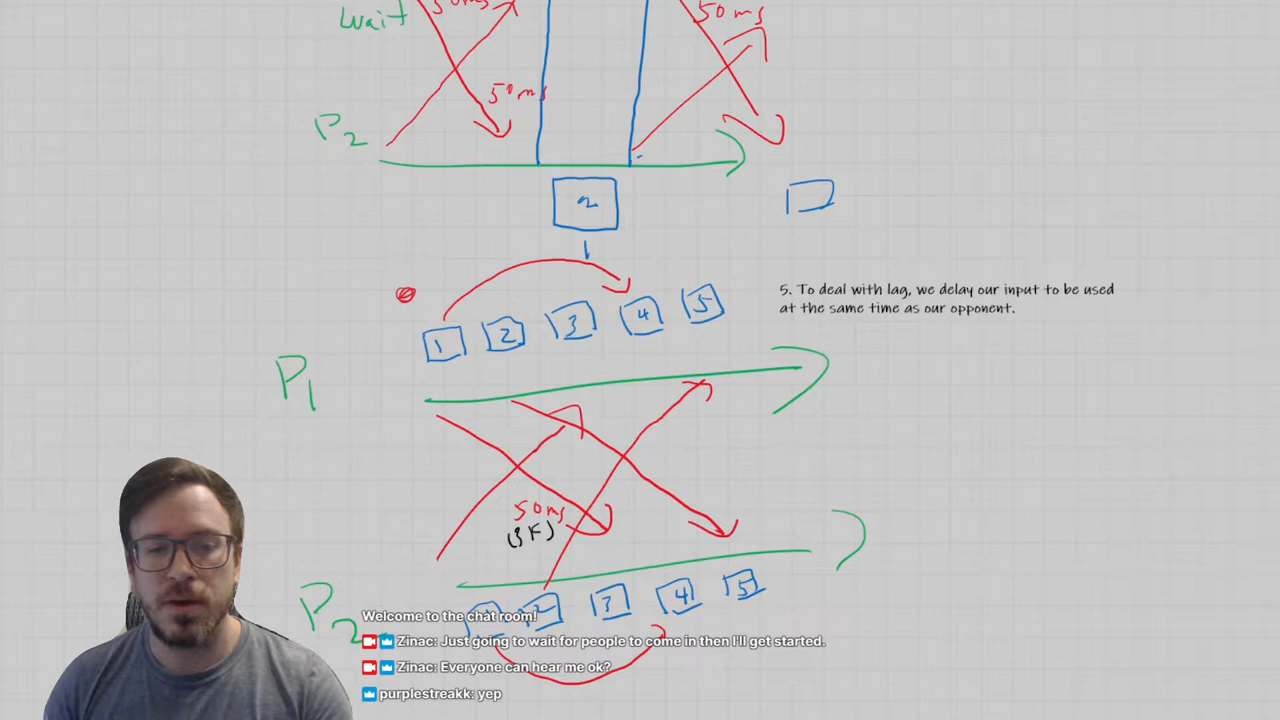 wait
50ms
50ms
50ms
P2
2
5. To deal with lag, we delay our input to be used
at the same time as our opponent.
1 2 3 4 5
P1
50ms
(3F)
P2
2 3 4 5
Welcome to the chat room!
Zinac: Just going to wait for people to come in then I'll get started.
Zinac: Everyone can hear me ok?
purplestreakk: yep